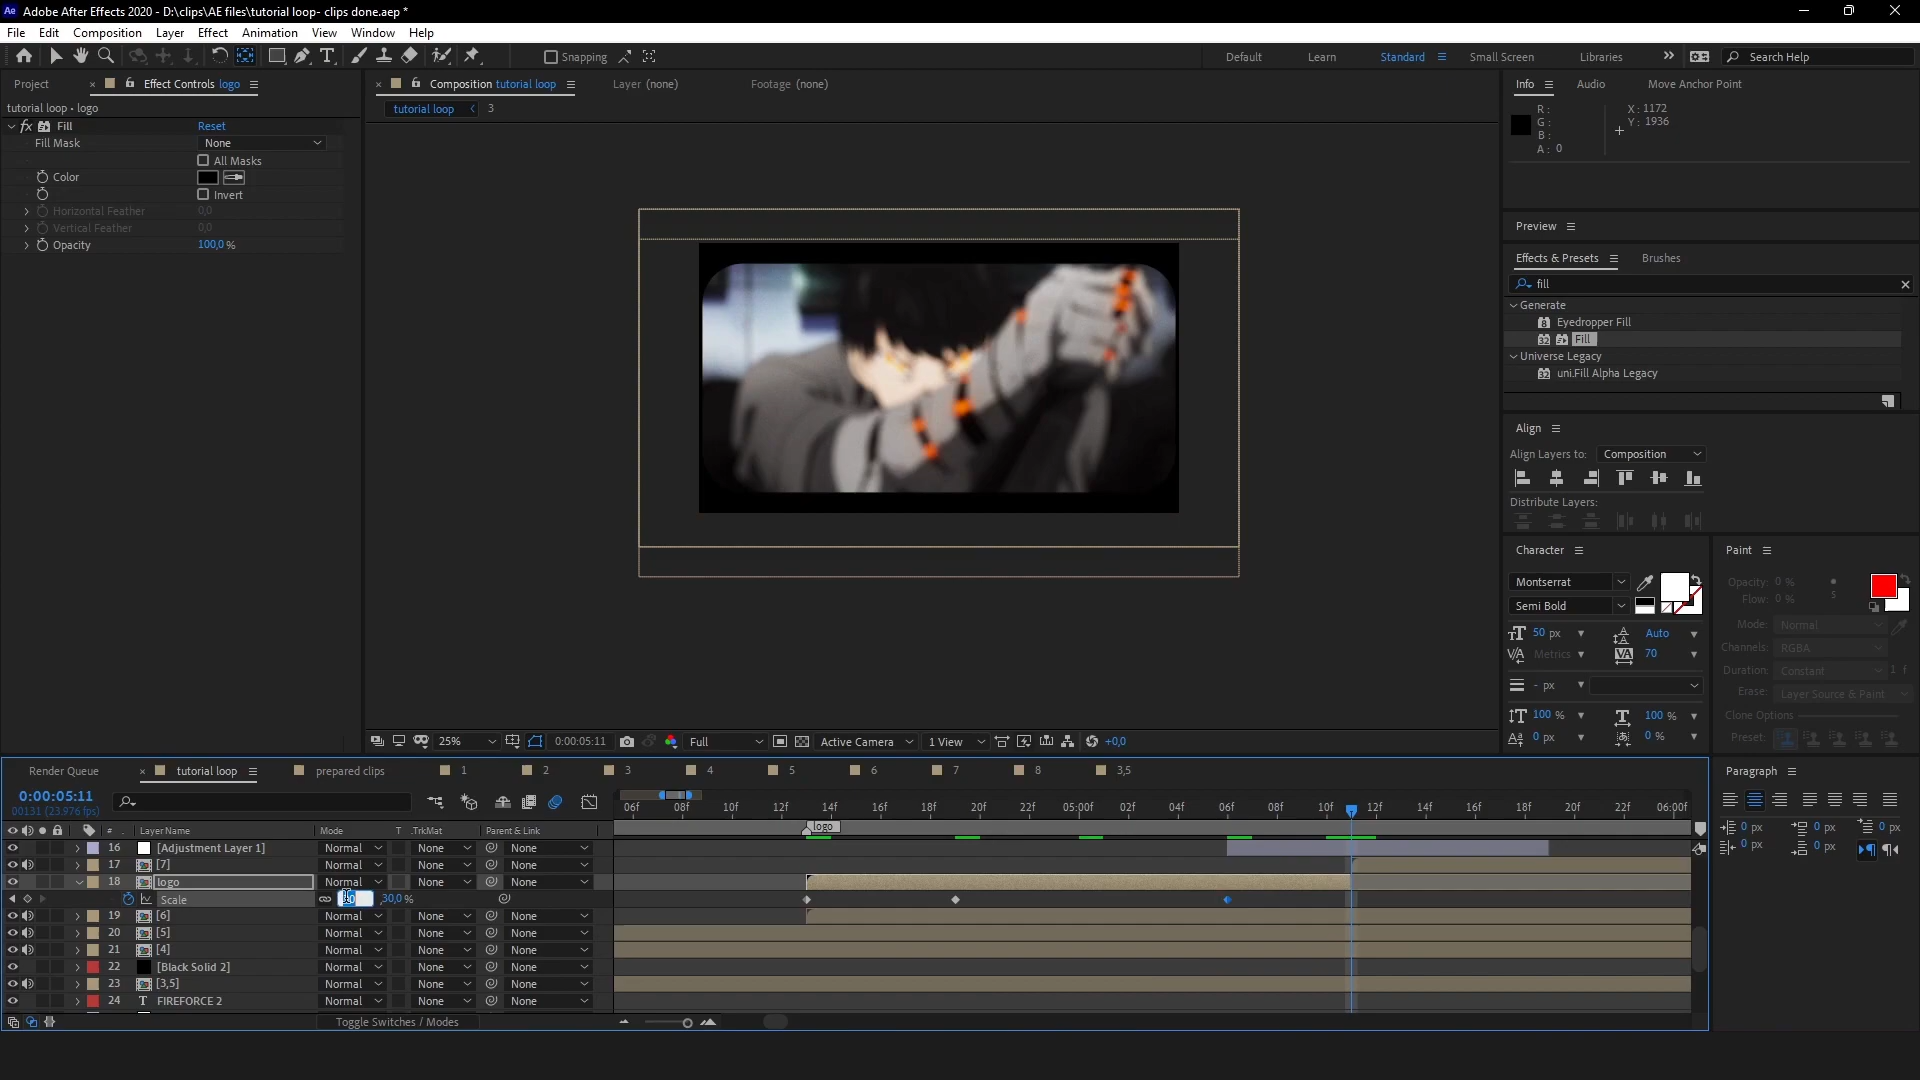 Adobe After Effects 2020 - D:\clips\AE files\tutorial loop- clips done.aep *
File Edit Composition Layer Effect Animation View Window Help
Snapping Default Learn Standard Small Screen Libraries Search Help
Project Effect Controls logo Composition tutorial loop Layer (none) Footage (none) Info Audio Move Anchor Point
tutorial loop • logo
tutorial loop 3
fx Fill Reset
Fill Mask None
All Masks
Color
Invert
Horizontal Feather 0,0
Vertical Feather 0,0
Opacity 100,0 %
R :
G :
B :
A : 0
X : 1172
Y : 1936
Preview
Effects & Presets Brushes
fill
Generate
Eyedropper Fill
Fill
Universe Legacy
uni.Fill Alpha Legacy
Align
Align Layers to: Composition
Distribute Layers:
Character Paint
Montserrat
Semi Bold
50 px Auto
Metrics 70
- px
100 % 100 %
0 px 0 %
Opacity: 0 %
Flow: 0 %
Mode: Normal
Channels: RGBA
Duration: Constant 1 f
Erase: Layer Source & Paint
Clone Options
Preset:
25% 0:00:05:11 Full Active Camera 1 View +0,0
Render Queue tutorial loop prepared clips 1 2 3 4 5 6 7 8 3,5
Paragraph
0:00:05:11
00131 (23.976 fps)
06f 08f 10f 12f 14f 16f 18f 20f 22f 05:00f 02f 04f 06f 08f 10f 12f 14f 16f 18f 20f 22f 06:00f
# Layer Name Mode T .TrkMat Parent & Link
logo
16 [Adjustment Layer 1] Normal None None
17 [7] Normal None None
18 logo Normal None None
Scale ,30,0 %
19 [6] Normal None None
20 [5] Normal None None
21 [4] Normal None None
22 [Black Solid 2] Normal None None
23 [3,5] Normal None None
24 T FIREFORCE 2 Normal None None
Toggle Switches / Modes
0 px 0 px 0 px
0 px 0 px